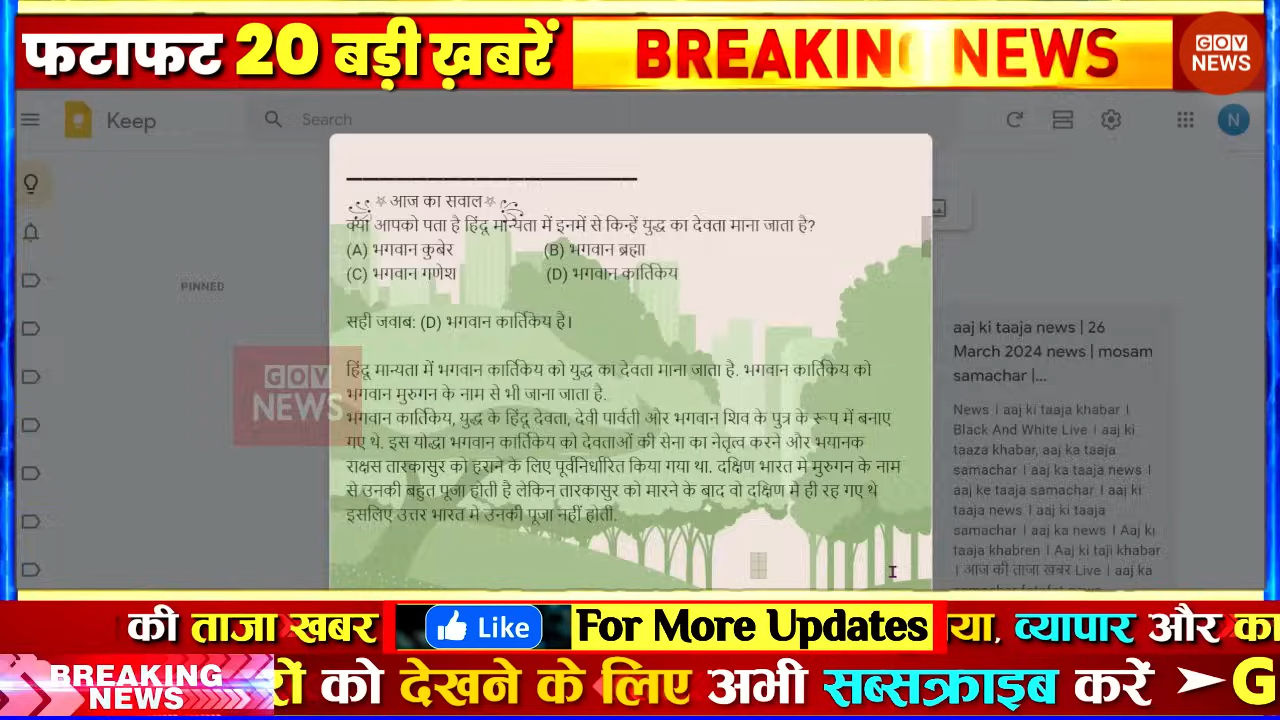 फटाफट 20 बड़ी ख़बरें
BREAKING NEWS
GOV
NEWS
Keep
Search
N
आज का सवाल
क्या आपको पता है हिंदू मान्यता में इनमें से किन्हें युद्ध का देवता माना जाता है?
(A) भगवान कुबेर (B) भगवान ब्रह्मा
(C) भगवान गणेश (D) भगवान कार्तिकेय
सही जवाब: (D) भगवान कार्तिकेय है।
हिंदू मान्यता में भगवान कार्तिकेय को युद्ध का देवता माना जाता है. भगवान कार्तिकेय को
भगवान मुरुगन के नाम से भी जाना जाता है.
भगवान कार्तिकेय, युद्ध के हिंदू देवता, देवी पार्वती और भगवान शिव के पुत्र के रूप में बनाए
गए थे. इस योद्धा भगवान कार्तिकेय को देवताओं की सेना का नेतृत्व करने और भयानक
राक्षस तारकासुर को हराने के लिए पूर्वनिर्धारित किया गया था. दक्षिण भारत मे मुरुगन के नाम
से उनकी बहुत पूजा होती है लेकिन तारकासुर को मारने के बाद वो दक्षिण मे ही रह गए थे
इसलिए उत्तर भारत मे उनकी पूजा नहीं होती.
PINNED
GOV
NEWS
aaj ki taaja news | 26
March 2024 news | mosam
samachar |...
News । aaj ki taaja khabar ।
Black And White Live । aaj ki
taaza khabar, aaj ka taaja
samachar । aaj ka taaja news ।
aaj ke taaja samachar । aaj ki
taaja news । aaj ki taaja
samachar । aaj ka news । Aaj ki
taaja khabren । Aaj ki taji khabar
। आज की ताजा खबर Live । aaj ka
की ताजा खबर
Like
For More Updates
या, व्यापार और का
BREAKING
NEWS
रों को देखने के लिए अभी सब्सक्राइब करें ➤G